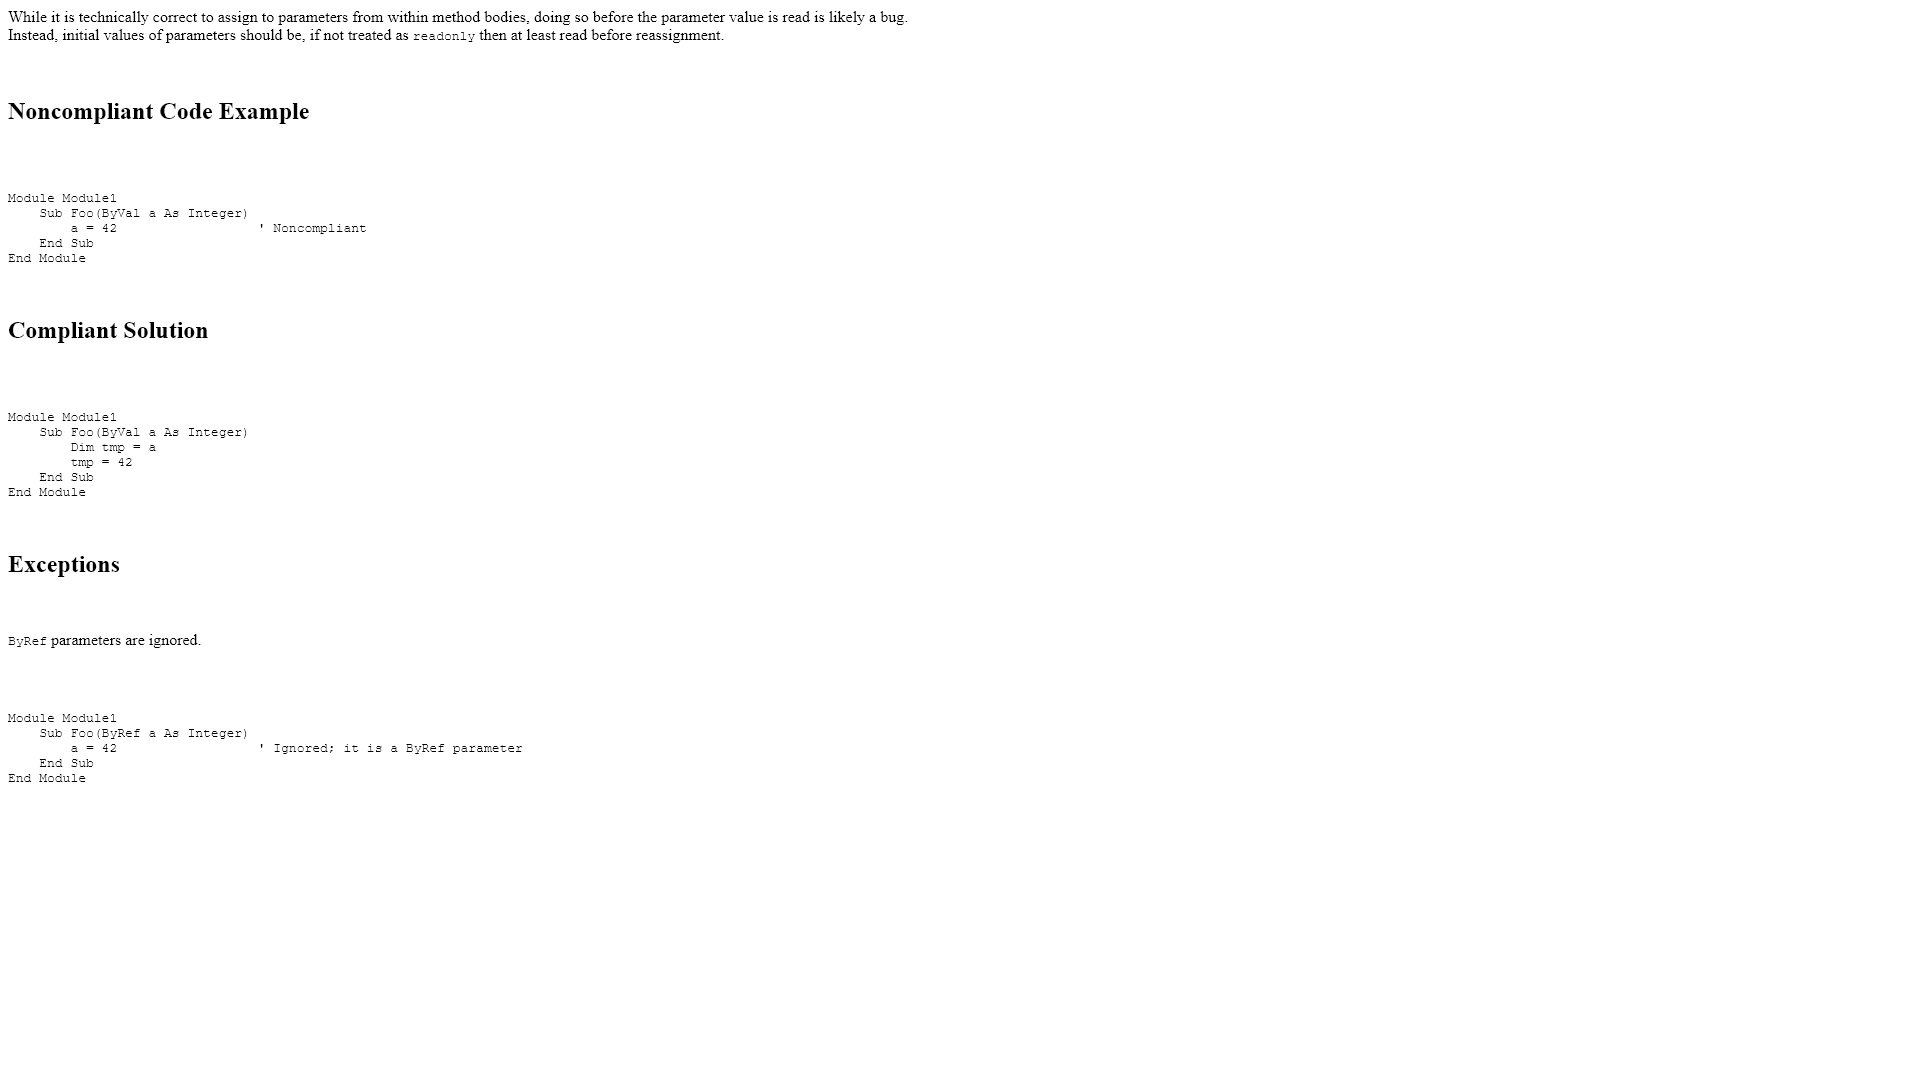 While it is technically correct to assign to parameters from within method bodies, doing so before the parameter value is read is likely a bug.
Instead, initial values of parameters should be, if not treated as readonly then at least read before reassignment.
Noncompliant Code Example
Module Module1
    Sub Foo(ByVal a As Integer)
        a = 42                  ' Noncompliant
    End Sub
End Module
Compliant Solution
Module Module1
    Sub Foo(ByVal a As Integer)
        Dim tmp = a
        tmp = 42
    End Sub
End Module
Exceptions
ByRef parameters are ignored.
Module Module1
    Sub Foo(ByRef a As Integer)
        a = 42                  ' Ignored; it is a ByRef parameter
    End Sub
End Module